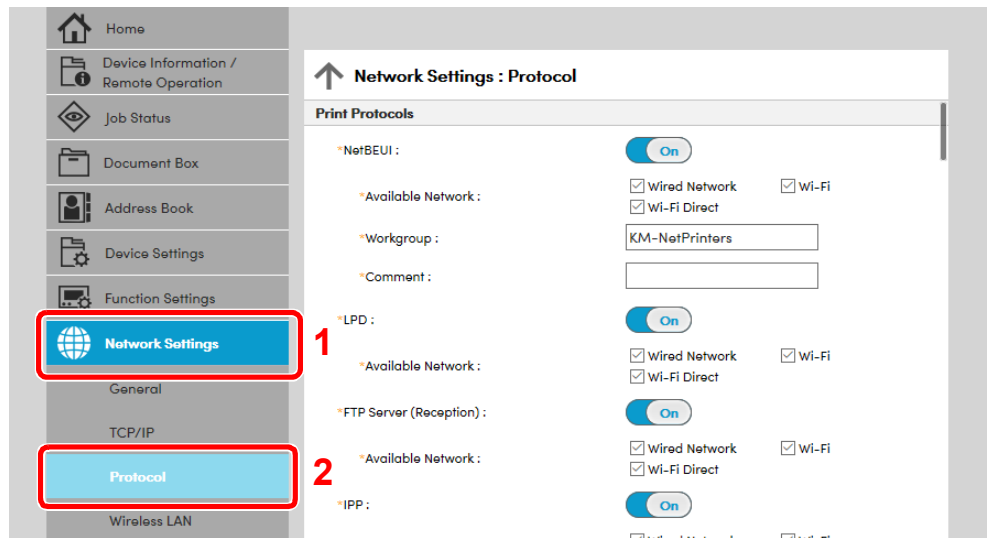 Home
Device Information /
Remote Operation
Job Status
Document Box
Address Book
Device Settings
Function Settings
Network Settings
1
General
TCP/IP
Protocol
2
Wireless LAN
Network Settings : Protocol
Print Protocols
*NetBEUI :
On
*Available Network :
Wired Network
Wi-Fi
Wi-Fi Direct
*Workgroup :
KM-NetPrinters
*Comment :
*LPD :
On
*Available Network :
Wired Network
Wi-Fi
Wi-Fi Direct
*FTP Server (Reception) :
On
*Available Network :
Wired Network
Wi-Fi
Wi-Fi Direct
*IPP :
On